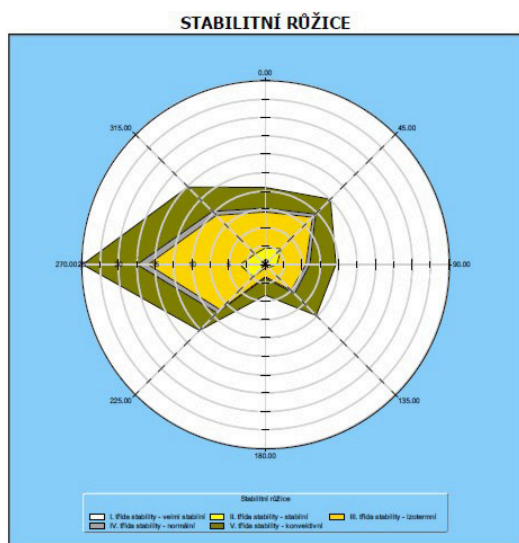 STABILITNÍ RŮŽICE
0.00
315.00
45.00
270.00
90.00
225.00
135.00
180.00
Stabilitní růžice
I. třída stability - velmi stabilní
II. třída stability - stabilní
III. třída stability - izotermní
IV. třída stability - normální
V. třída stability - konvektivní